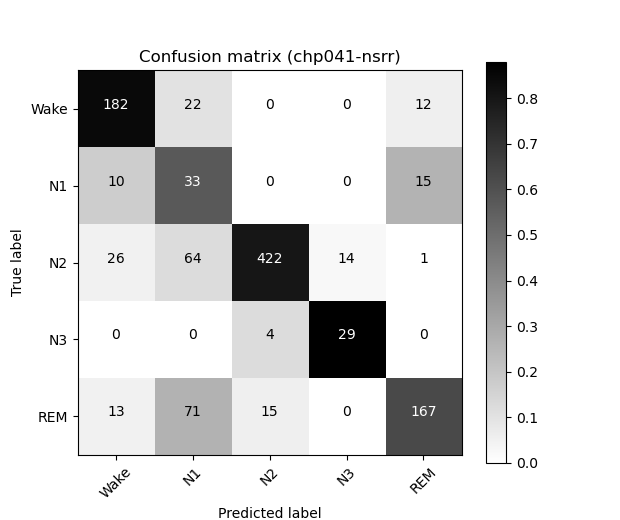 Confusion matrix (chp041-nsrr)
Wake 182 22 0 0 12
N1 10 33 0 0 15
N2 26 64 422 14 1
N3 0 0 4 29 0
REM 13 71 15 0 167
Wake N1 N2 N3 REM
Predicted label
True label
0.8
0.7
0.6
0.5
0.4
0.3
0.2
0.1
0.0